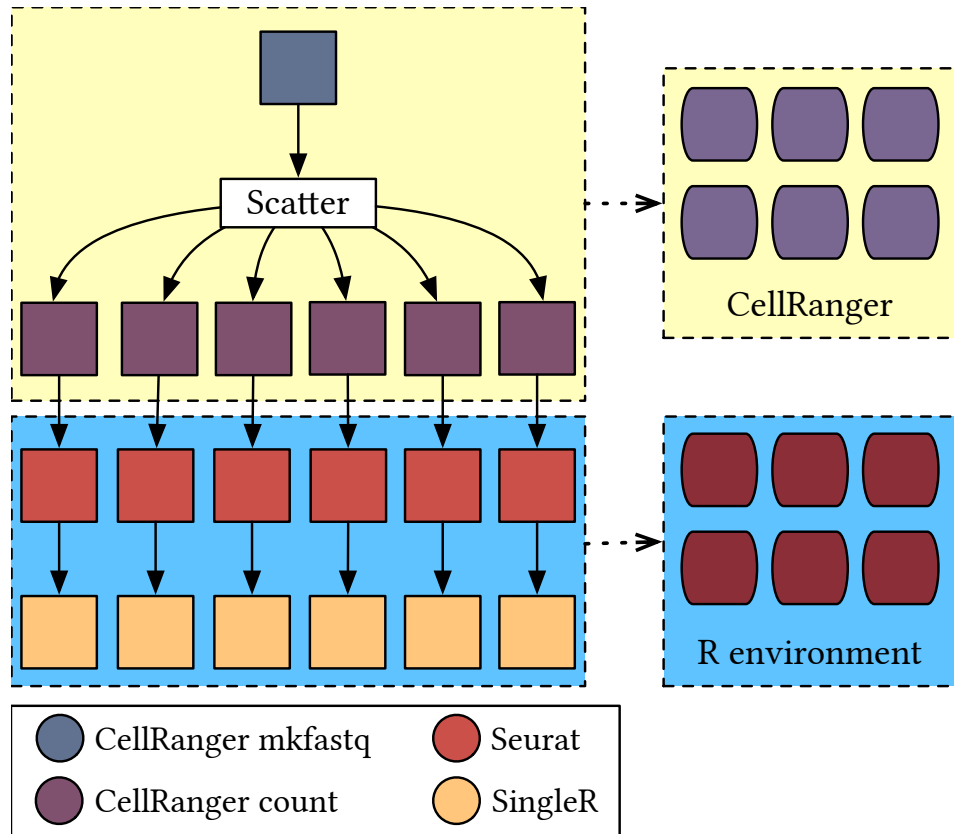 Scatter
CellRanger
R environment
CellRanger mkfastq
Seurat
CellRanger count
SingleR